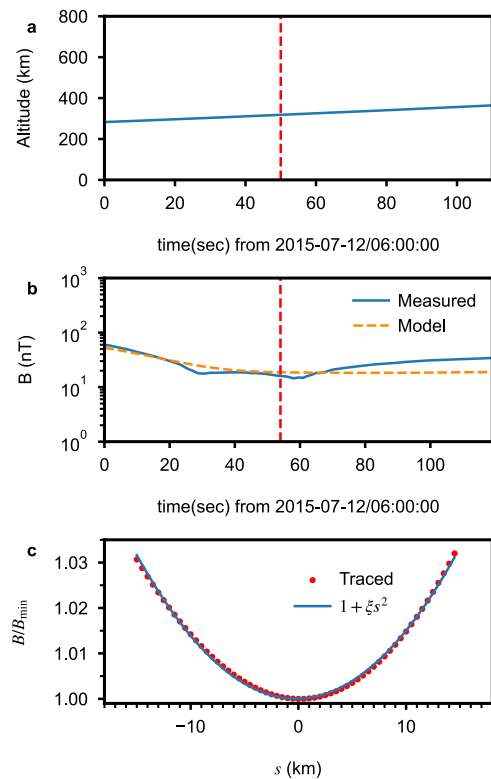 a
800
600
400
200
0
Altitude (km)
0 20 40 60 80 100
time(sec) from 2015-07-12/06:00:00
b
10³
10²
10¹
10⁰
B (nT)
Measured
Model
0 20 40 60 80 100
time(sec) from 2015-07-12/06:00:00
c
1.03
1.02
1.01
1.00
B/Bmin
Traced
1 + ξs²
−10 0 10
s (km)